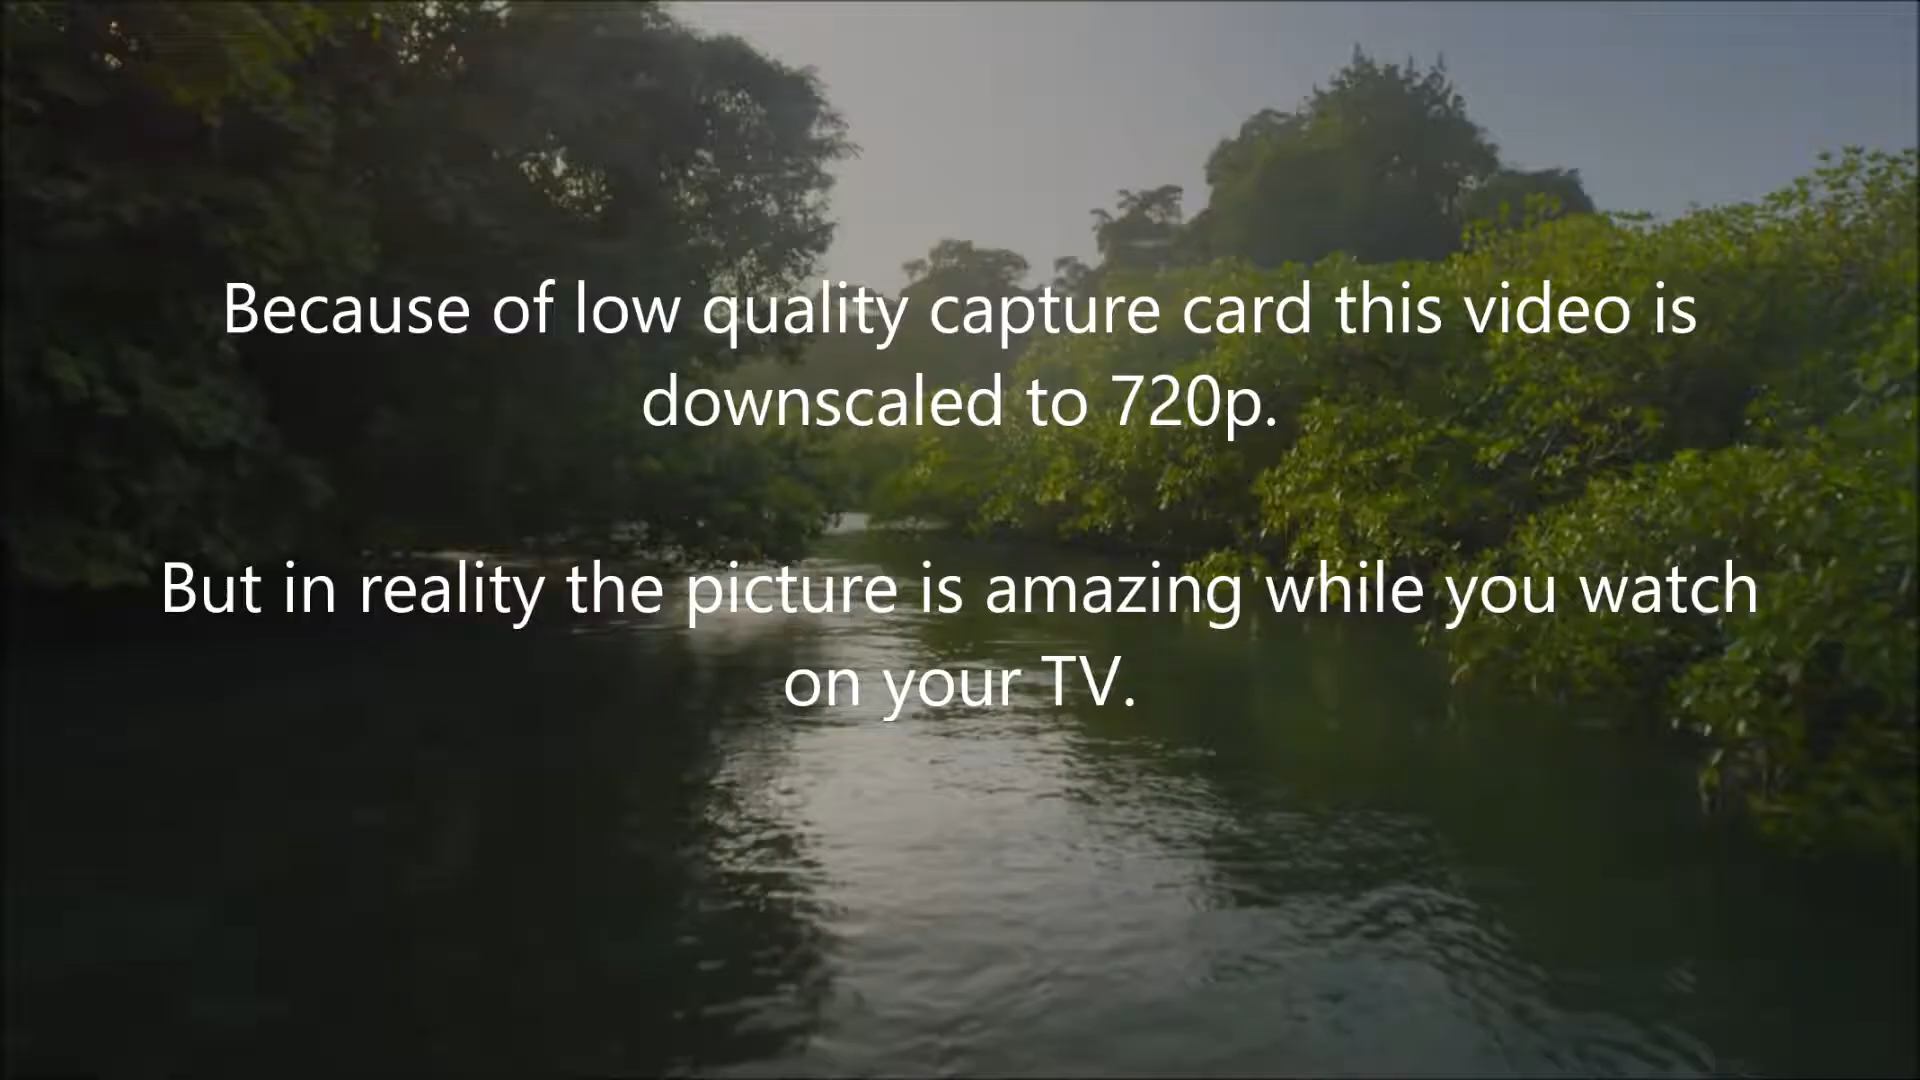 Because of low quality capture card this video is
downscaled to 720p.
But in reality the picture is amazing while you watch
on your TV.